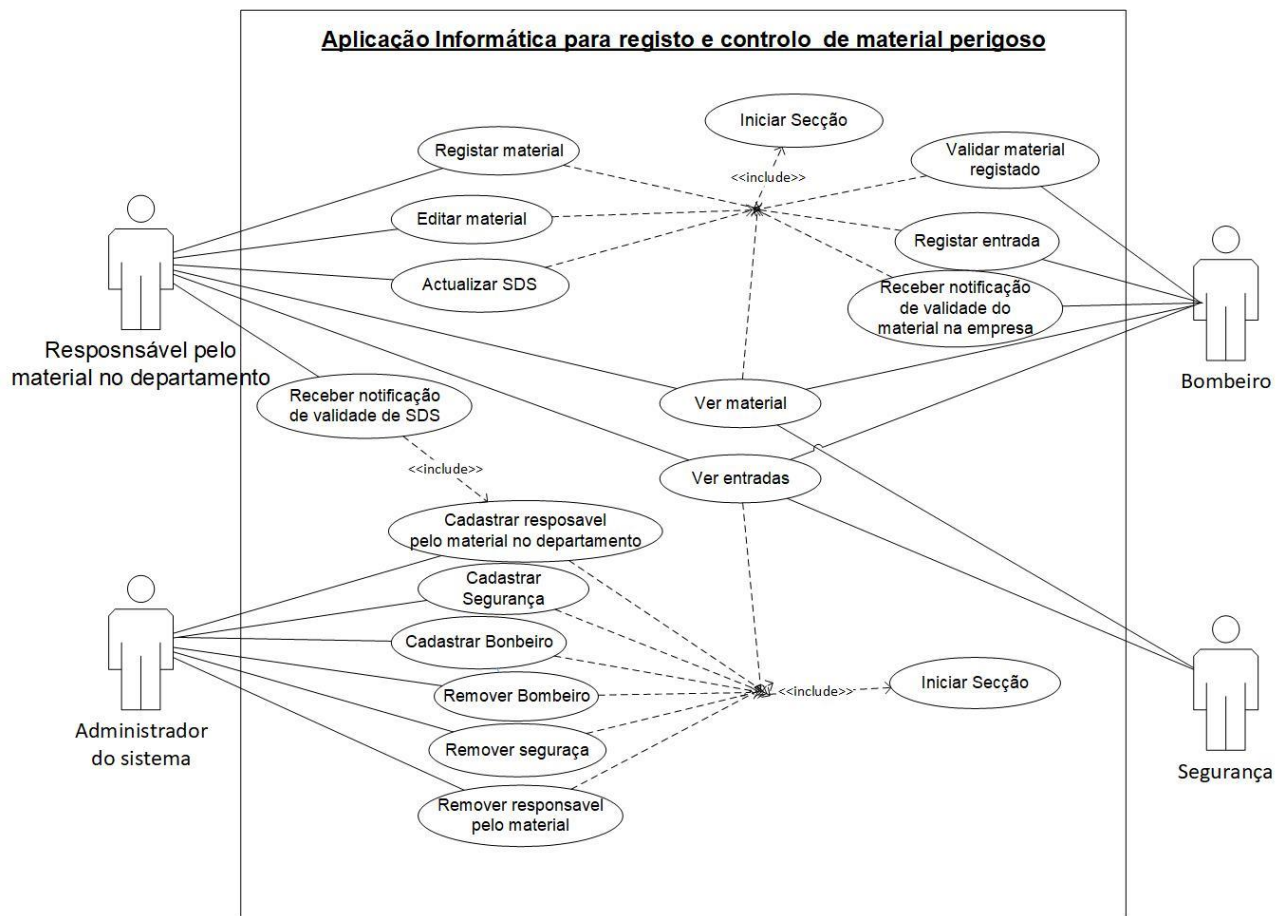 Aplicação Informática para registo e controlo de material perigoso
Iniciar Secção
Registar material
Validar material
registado
<<include>>
Editar material
Registar entrada
Actualizar SDS
Receber notificação
de validade do
material na empresa
Resposnsável pelo
material no departamento
Bombeiro
Receber notificação
de validade de SDS
Ver material
<<include>>
Ver entradas
Cadastrar resposavel
pelo material no departamento
Cadastrar
Segurança
Cadastrar Bonbeiro
Remover Bombeiro
<<include>>
Iniciar Secção
Administrador
do sistema
Remover seguraça
Segurança
Remover responsavel
pelo material